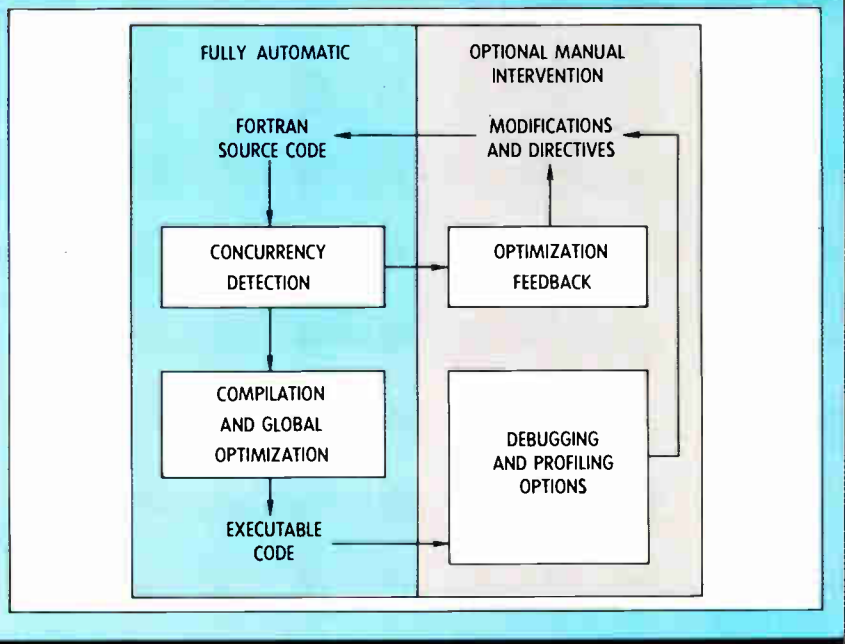 FULLY AUTOMATIC
OPTIONAL MANUAL
INTERVENTION
FORTRAN
SOURCE CODE
MODIFICATIONS
AND DIRECTIVES
CONCURRENCY
DETECTION
OPTIMIZATION
FEEDBACK
COMPILATION
AND GLOBAL
OPTIMIZATION
DEBUGGING
AND PROFILING
OPTIONS
EXECUTABLE
CODE